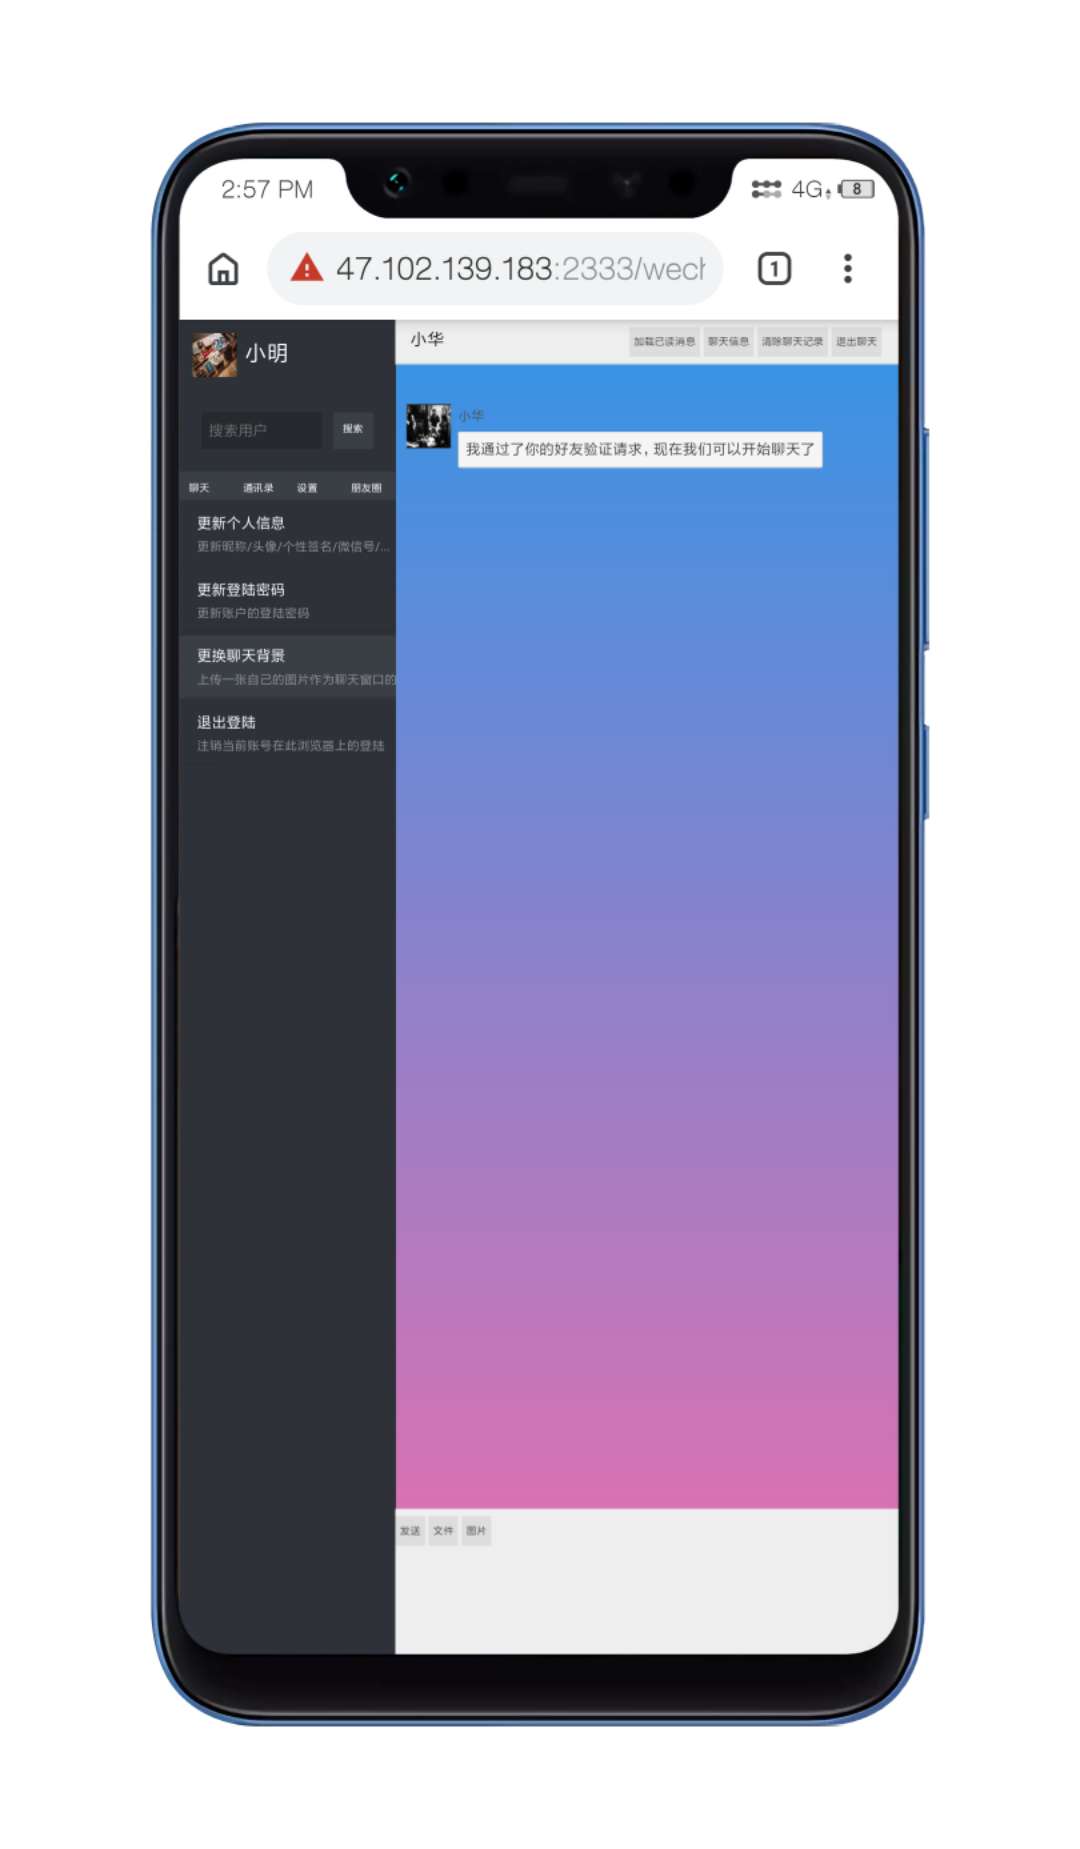 2:57 PM
4G
8
47.102.139.183:2333/wech
1
小明
搜索用户
搜索
聊天 通讯录 设置 朋友圈
更新个人信息
更新昵称/头像/个性签名/微信号/...
更新登陆密码
更新账户的登陆密码
更换聊天背景
上传一张自己的图片作为聊天窗口的
退出登陆
注销当前账号在此浏览器上的登陆
小华
加载已读消息 聊天信息 清除聊天记录 退出聊天
小华
我通过了你的好友验证请求，现在我们可以开始聊天了
发送 文件 图片